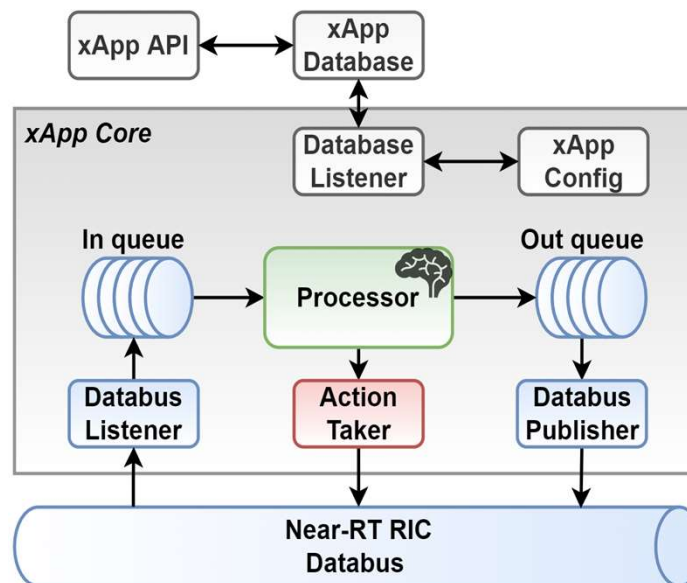 xApp API
xApp
Database
xApp Core
Database
Listener
xApp
Config
In queue
Out queue
Processor
Databus
Listener
Action
Taker
Databus
Publisher
Near-RT RIC
Databus